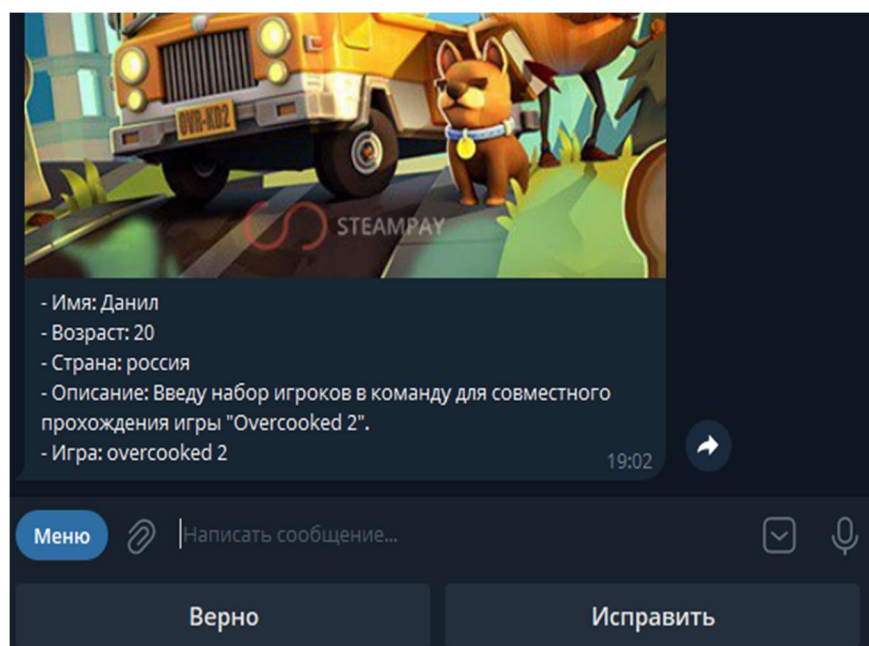 OVR-KD2
STEAMPAY
- Имя: Данил
- Возраст: 20
- Страна: россия
- Описание: Введу набор игроков в команду для совместного
прохождения игры "Overcooked 2".
- Игра: overcooked 2
19:02
Меню
Написать сообщение...
Верно
Исправить